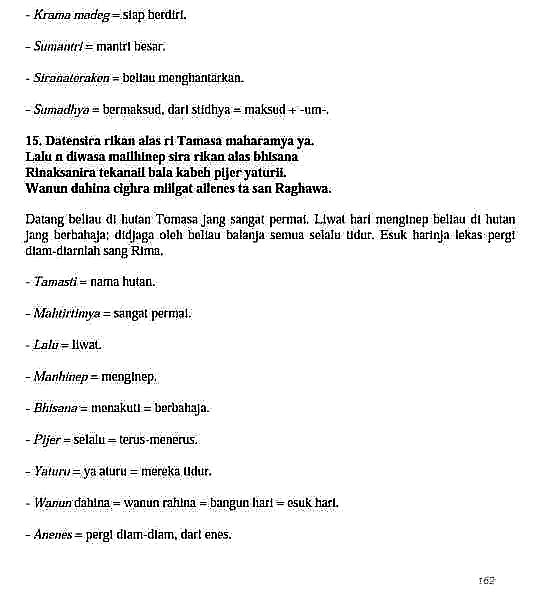 - Krama madeg = siap berdiri.
- Sumantri = mantri besar.
- Siranateraken = beliau menghantarkan.
- Sumadhya = bermaksud, dari stidhya = maksud + -um-.
15. Datensira rikan alas ri Tamasa maharamya ya.
Lalu n diwasa mailhinep sira rikan alas bhisana
Rinaksanira tekanail bala kabeh pijer yaturii.
Wanun dahina cighra miilgat ailenes ta san Raghawa.
Datang beliau di hutan Tomasa jang sangat permai. Liwat hari menginep beliau di hutan
jang berbahaja; didjaga oleh beliau balanja semua selalu tidur. Esuk harinja lekas pergi
diam-diarnlah sang Rima.
- Tamasti = nama hutan.
- Mahtirtimya = sangat permai.
- Lalu = liwat.
- Manhinep = menginep.
- Bhisana = menakuti = berbahaja.
- Pijer = selalu = terus-menerus.
- Yaturu = ya aturu = mereka tidur.
- Wanun dahina = wanun rahina = bangun hari = esuk hari.
- Anenes = pergi diam-diam, dari enes.
162